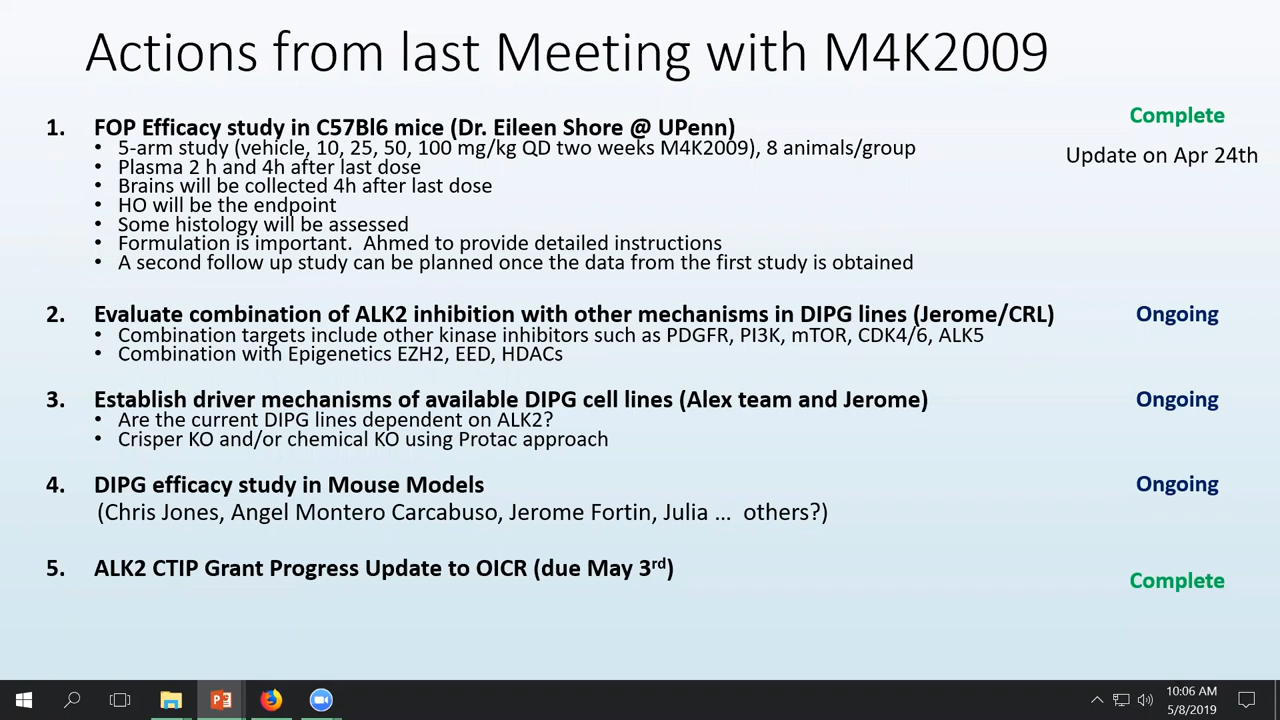 Actions from last Meeting with M4K2009
1. FOP Efficacy study in C57Bl6 mice (Dr. Eileen Shore @ UPenn)
Complete
• 5-arm study (vehicle, 10, 25, 50, 100 mg/kg QD two weeks M4K2009), 8 animals/group
Update on Apr 24th
• Plasma 2 h and 4h after last dose
• Brains will be collected 4h after last dose
• HO will be the endpoint
• Some histology will be assessed
• Formulation is important. Ahmed to provide detailed instructions
• A second follow up study can be planned once the data from the first study is obtained
2. Evaluate combination of ALK2 inhibition with other mechanisms in DIPG lines (Jerome/CRL)
Ongoing
• Combination targets include other kinase inhibitors such as PDGFR, PI3K, mTOR, CDK4/6, ALK5
• Combination with Epigenetics EZH2, EED, HDACs
3. Establish driver mechanisms of available DIPG cell lines (Alex team and Jerome)
Ongoing
• Are the current DIPG lines dependent on ALK2?
• Crisper KO and/or chemical KO using Protac approach
4. DIPG efficacy study in Mouse Models
Ongoing
(Chris Jones, Angel Montero Carcabuso, Jerome Fortin, Julia … others?)
5. ALK2 CTIP Grant Progress Update to OICR (due May 3rd)
Complete
10:06 AM
5/8/2019